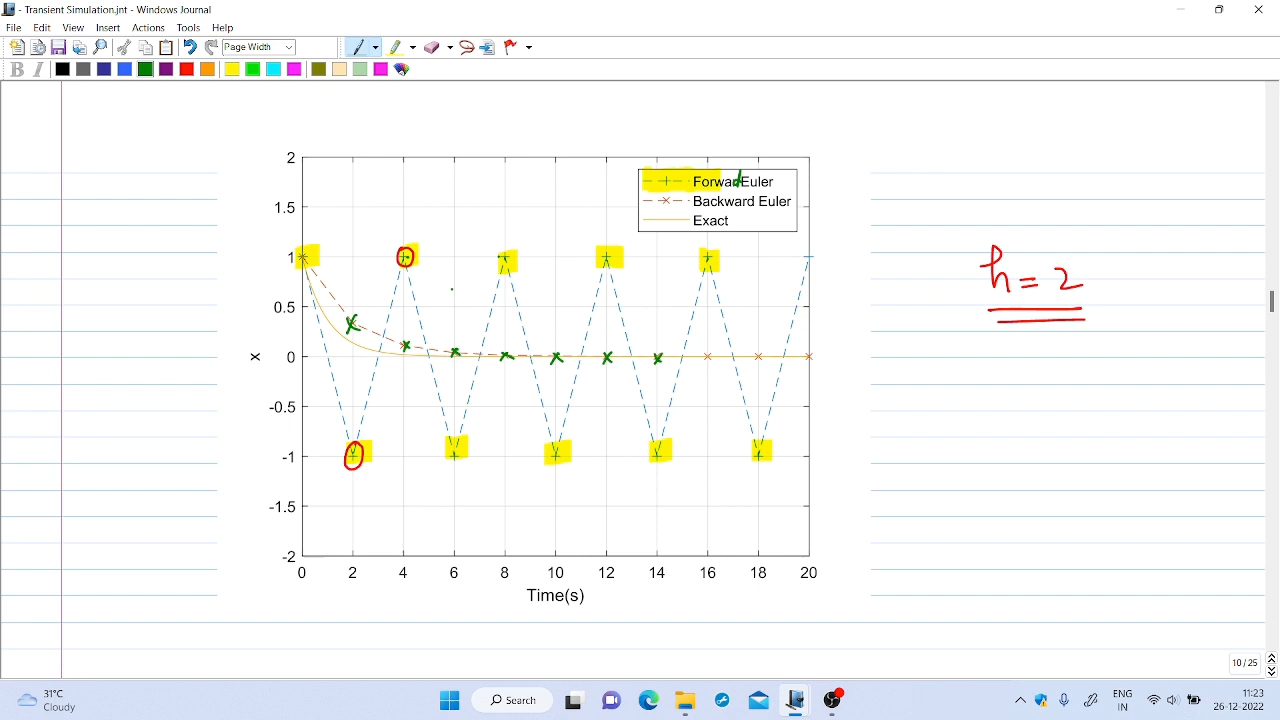 Transient Simulation.jnt - Windows Journal
File Edit View Insert Actions Tools Help
Page Width
B I
2
1.5
1
0.5
0
-0.5
-1
-1.5
-2
x
ForwardEuler
Backward Euler
Exact
0 2 4 6 8 10 12 14 16 18 20
Time(s)
h = 2
10 / 25
31°C
Cloudy
Search
ENG
IN
11:23
26-12-2022